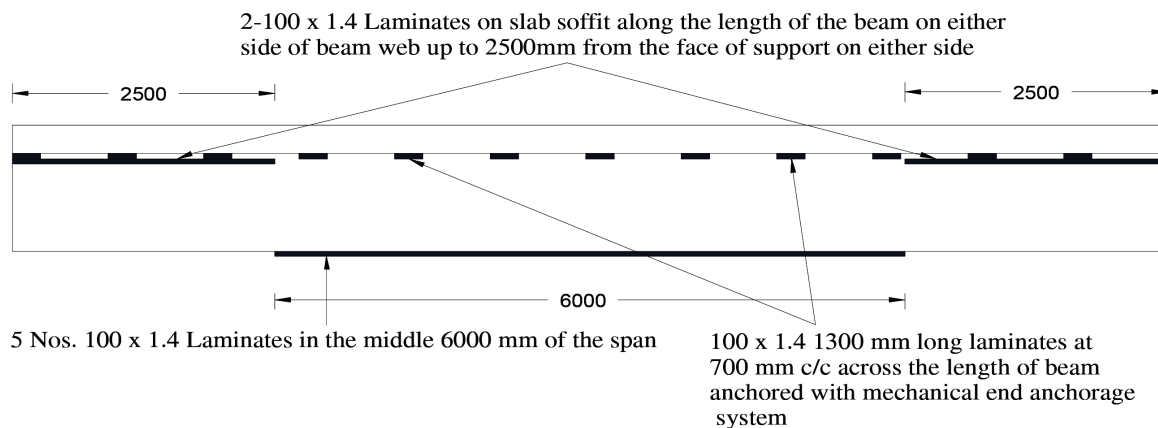 2-100 x 1.4 Laminates on slab soffit along the length of the beam on either
side of beam web up to 2500mm from the face of support on either side
2500
2500
6000
5 Nos. 100 x 1.4 Laminates in the middle 6000 mm of the span
100 x 1.4 1300 mm long laminates at
700 mm c/c across the length of beam
anchored with mechanical end anchorage
system